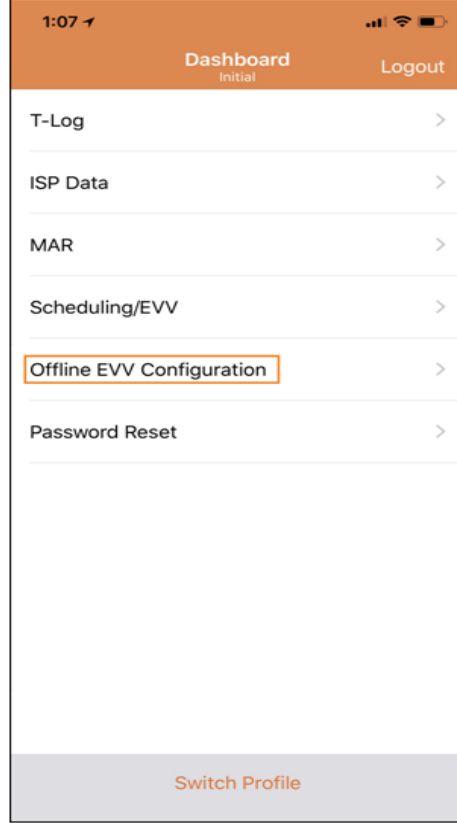 1:07
Dashboard
Initial
Logout
T-Log
ISP Data
MAR
Scheduling/EVV
Offline EVV Configuration
Password Reset
Switch Profile